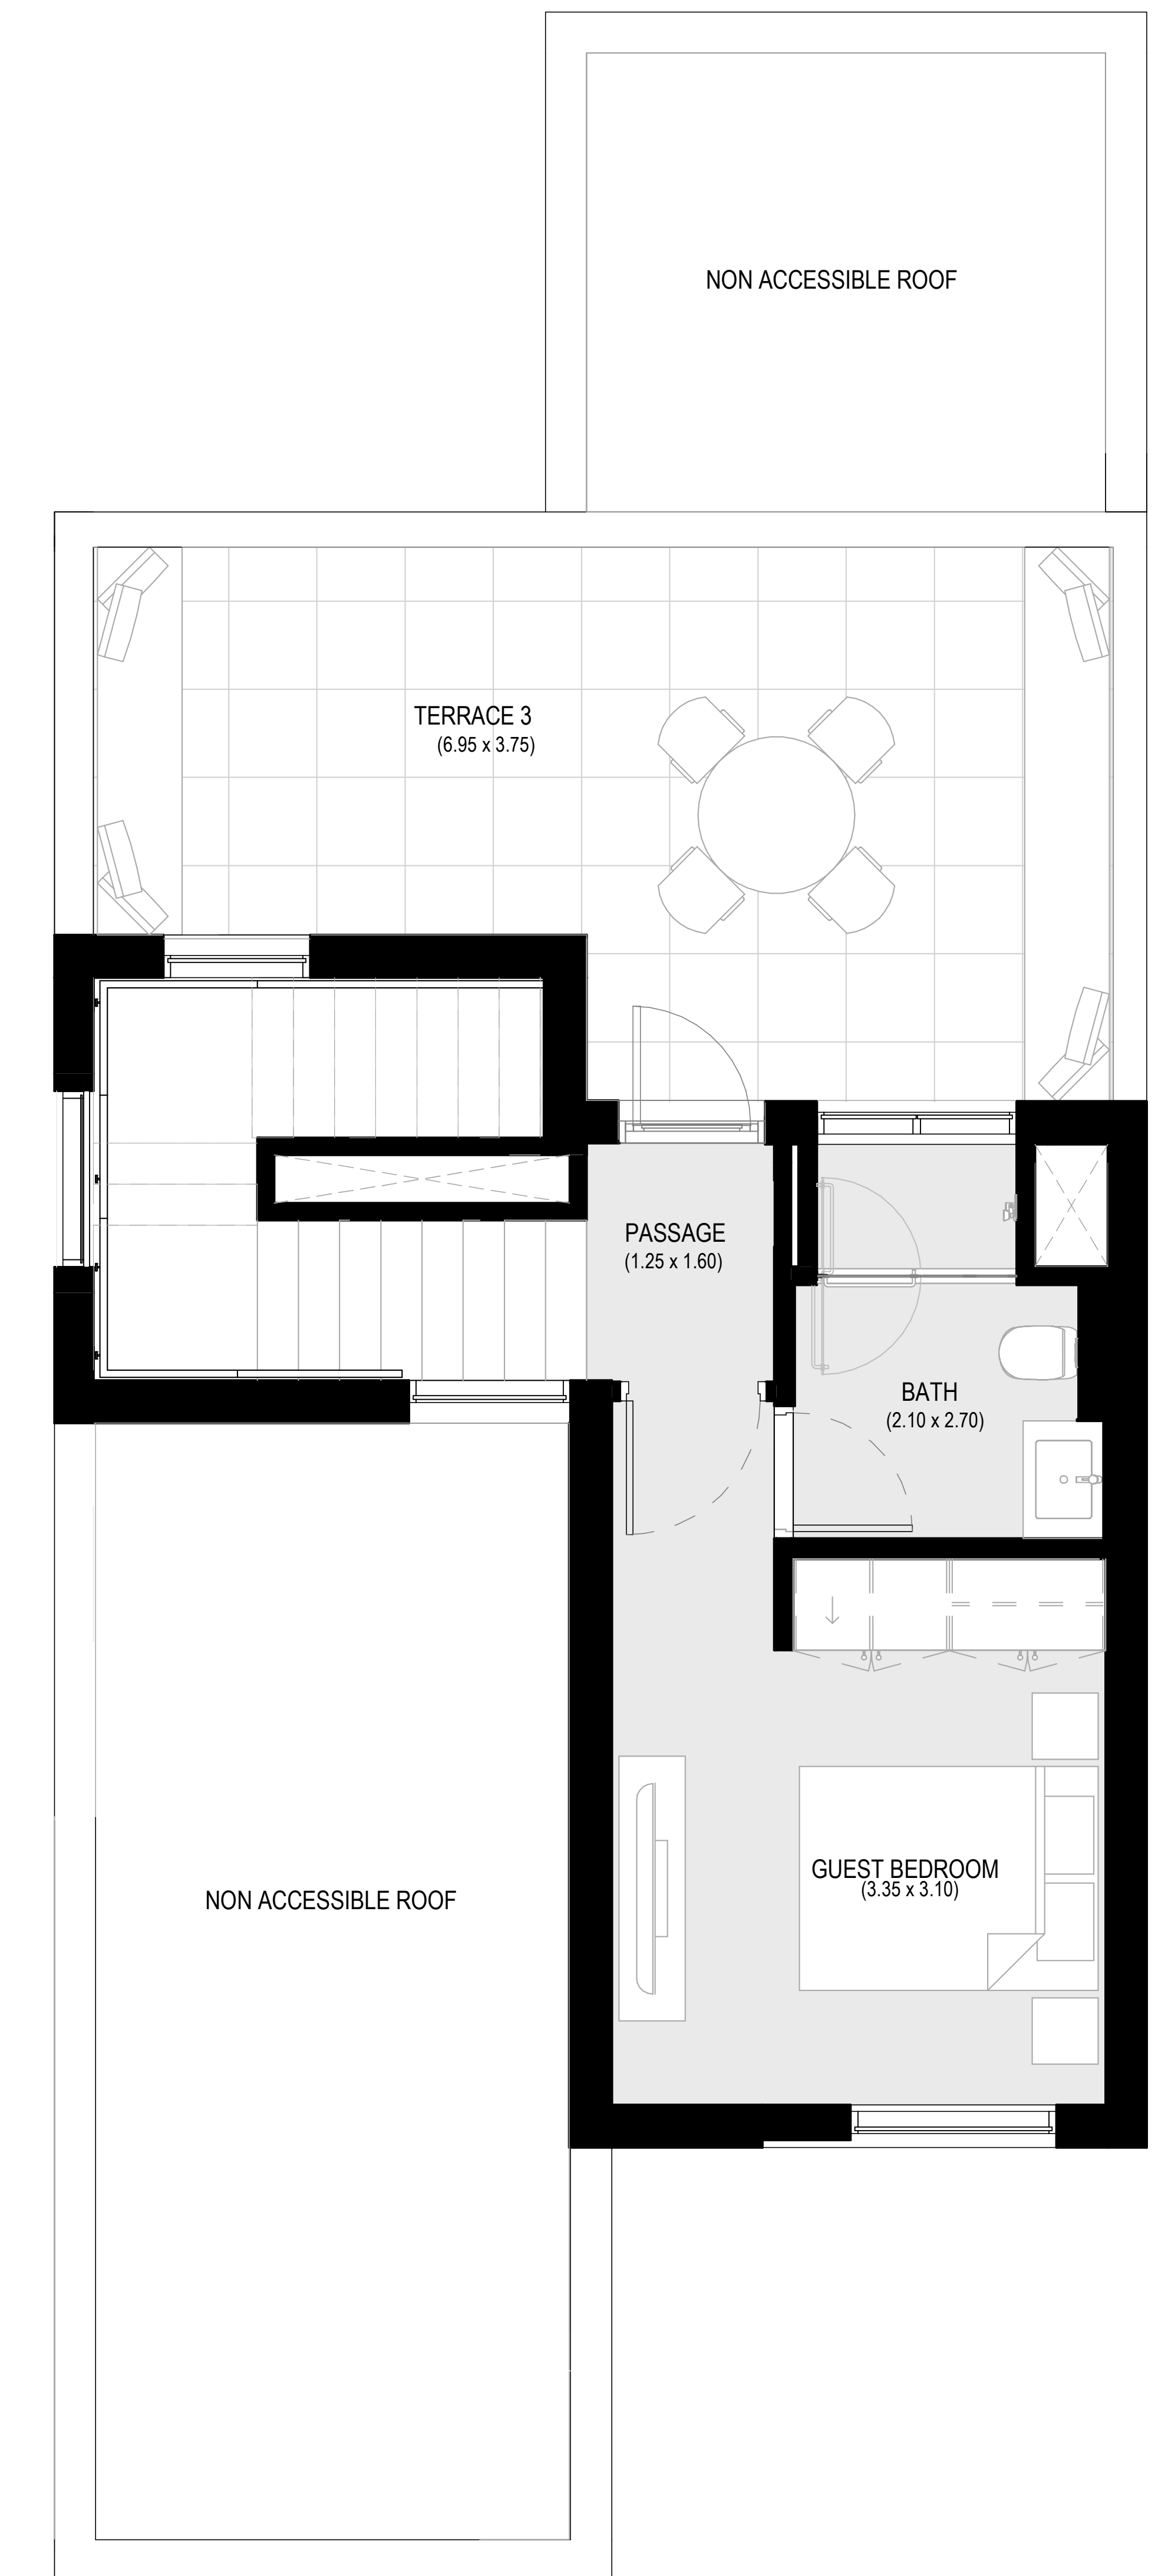 NON ACCESSIBLE ROOF
TERRACE 3
(6.95 x 3.75)
PASSAGE
(1.25 x 1.60)
BATH
(2.10 x 2.70)
GUEST BEDROOM
(3.35 x 3.10)
NON ACCESSIBLE ROOF